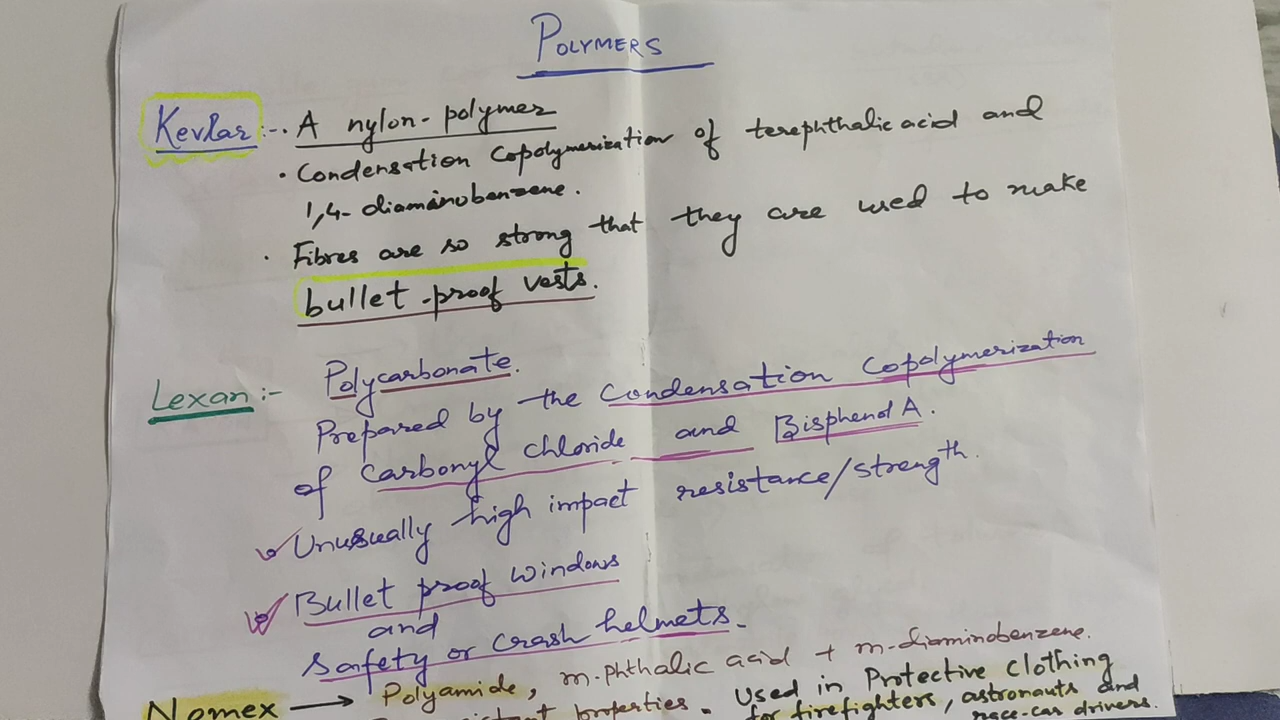 POLYMERS
Kevlar :- · A nylon-polymer
· Condensation Copolymerization of terephthalic acid and
1,4-diaminobenzene.
· Fibres are so strong that they are used to make
bullet-proof vests.
Lexan :- Polycarbonate.
Prepared by the Condensation Copolymerization
of Carbonyl chloride and Bisphenol A.
✓ Unusually high impact resistance/strength.
✓ Bullet proof windows
and
Safety or crash helmets.
Nomex → Polyamide, m.phthalic acid + m-diaminobenzene.
properties. Used in Protective clothing
for firefighters, astronauts and
race-car drivers.